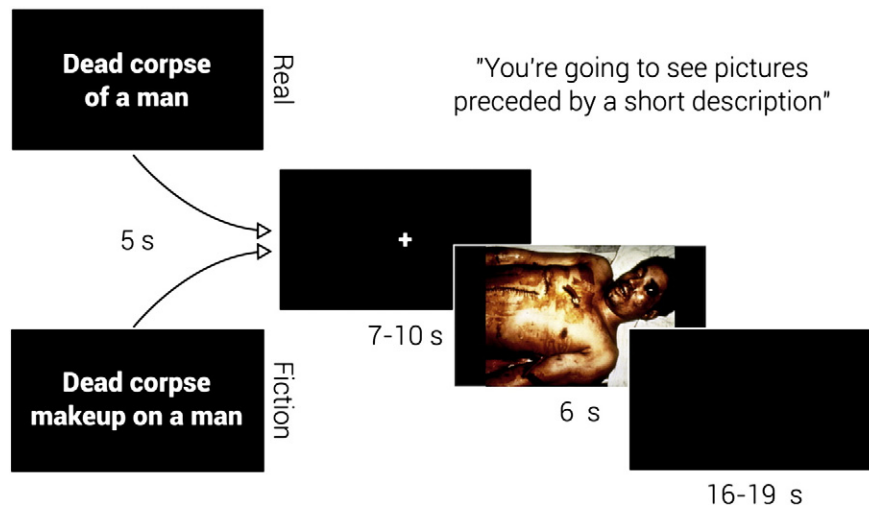 Dead corpse
of a man
Real
"You're going to see pictures
preceded by a short description"
5 s
+
7-10 s
Dead corpse
makeup on a man
Fiction
6 s
16-19 s